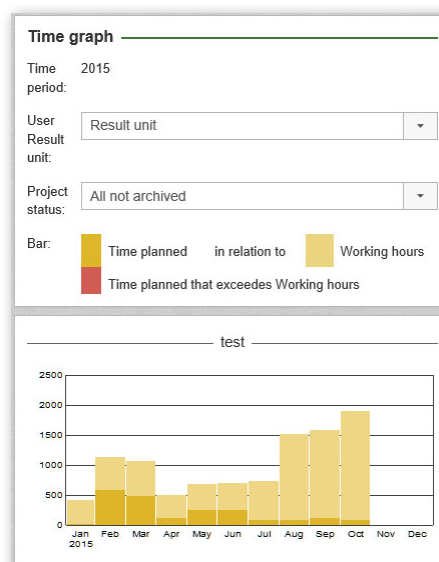 Time graph
Time period: 2015
User Result unit: Result unit
Project status: All not archived
Bar: Time planned in relation to Working hours
Time planned that excedees Working hours
test
2500
2000
1500
1000
500
0
Jan Feb Mar Apr May Jun Jul Aug Sep Oct Nov Dec
2015